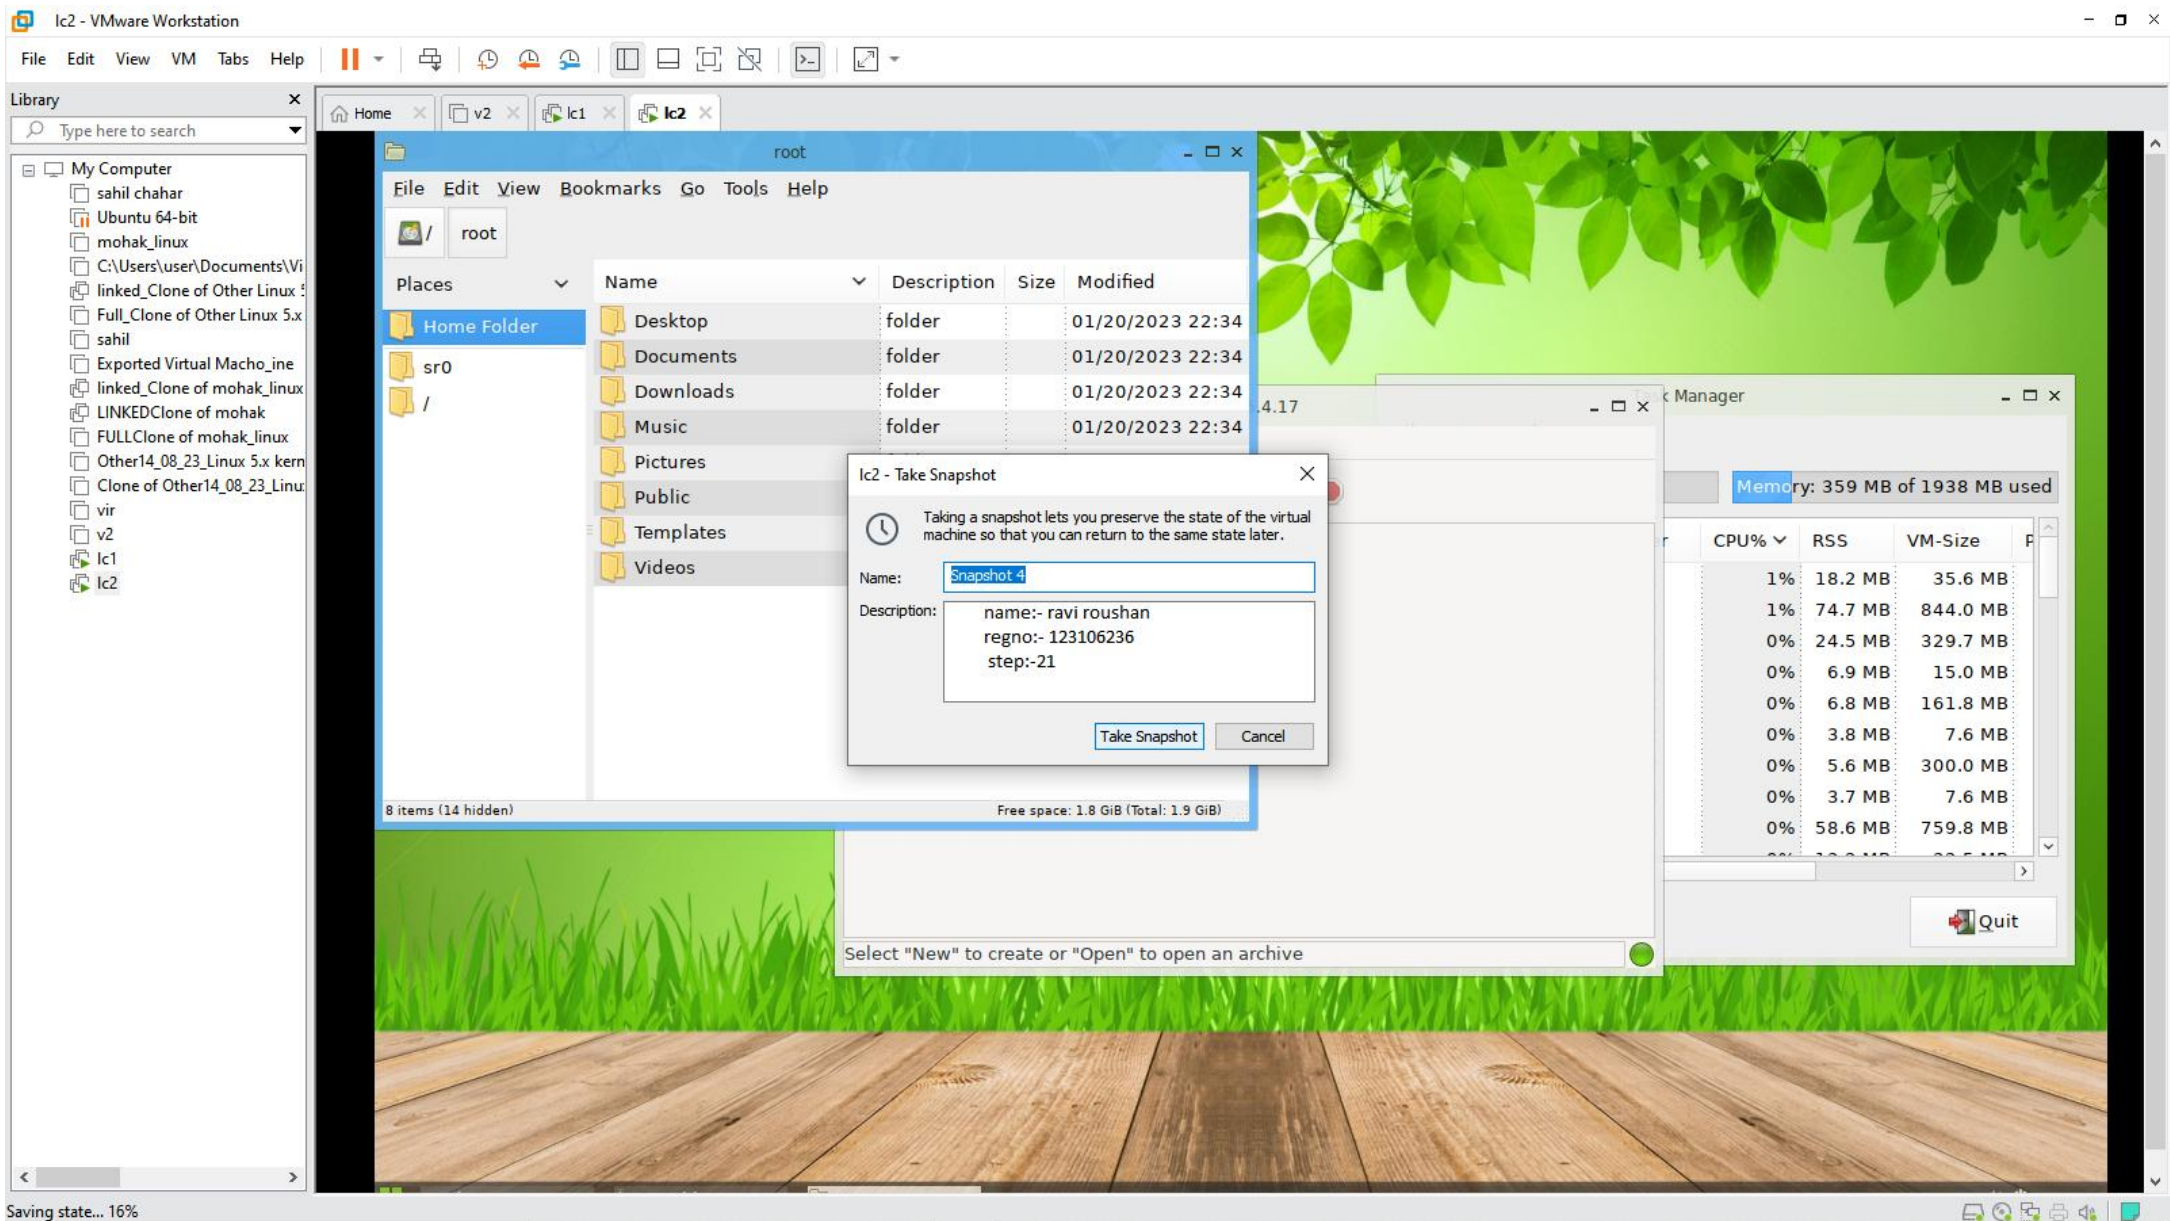 lc2 - VMware Workstation
File Edit View VM Tabs Help
Library
Type here to search
My Computer
sahil chahar
Ubuntu 64-bit
mohak_linux
C:\Users\user\Documents\Vi
linked_Clone of Other Linux
Full_Clone of Other Linux 5.x
sahil
Exported Virtual Macho_ine
linked_Clone of mohak_linux
LINKEDClone of mohak
FULLClone of mohak_linux
Other14_08_23_Linux 5.x kern
Clone of Other14_08_23_Linu
vir
v2
lc1
lc2
Home v2 lc1 lc2
root
File Edit View Bookmarks Go Tools Help
/ root
Places
Home Folder
sr0
/
Name Description Size Modified
Desktop folder 01/20/2023 22:34
Documents folder 01/20/2023 22:34
Downloads folder 01/20/2023 22:34
Music folder 01/20/2023 22:34
Pictures
Public
Templates
Videos
8 items (14 hidden) Free space: 1.8 GiB (Total: 1.9 GiB)
lc2 - Take Snapshot
Taking a snapshot lets you preserve the state of the virtual
machine so that you can return to the same state later.
Name: Snapshot 4
Description: name:- ravi roushan
regno:- 123106236
step:-21
Take Snapshot Cancel
.4.17
Select "New" to create or "Open" to open an archive
k Manager
Memory: 359 MB of 1938 MB used
CPU% RSS VM-Size
1% 18.2 MB 35.6 MB
1% 74.7 MB 844.0 MB
0% 24.5 MB 329.7 MB
0% 6.9 MB 15.0 MB
0% 6.8 MB 161.8 MB
0% 3.8 MB 7.6 MB
0% 5.6 MB 300.0 MB
0% 3.7 MB 7.6 MB
0% 58.6 MB 759.8 MB
Quit
Saving state... 16%